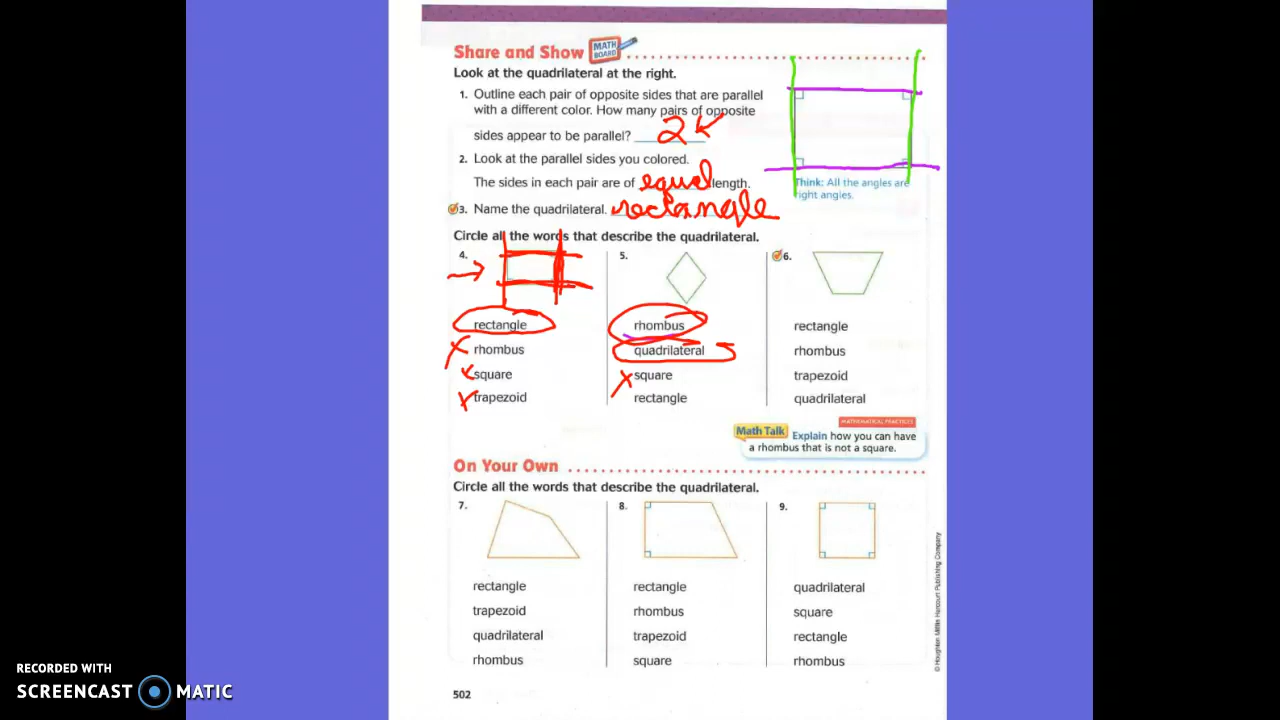 Share and Show MATH BOARD
Look at the quadrilateral at the right.
1. Outline each pair of opposite sides that are parallel
with a different color. How many pairs of opposite
sides appear to be parallel? 2
2. Look at the parallel sides you colored.
The sides in each pair are of equal length.
Think: All the angles are
right angles.
3. Name the quadrilateral. rectangle
Circle all the words that describe the quadrilateral.
4.
rectangle
rhombus
square
trapezoid
5.
rhombus
quadrilateral
square
rectangle
6.
rectangle
rhombus
trapezoid
quadrilateral
MATHEMATICAL PRACTICES
Math Talk Explain how you can have
a rhombus that is not a square.
On Your Own
Circle all the words that describe the quadrilateral.
7.
rectangle
trapezoid
quadrilateral
rhombus
8.
rectangle
rhombus
trapezoid
square
9.
quadrilateral
square
rectangle
rhombus
© Houghton Mifflin Harcourt Publishing Company
502
RECORDED WITH
SCREENCAST MATIC